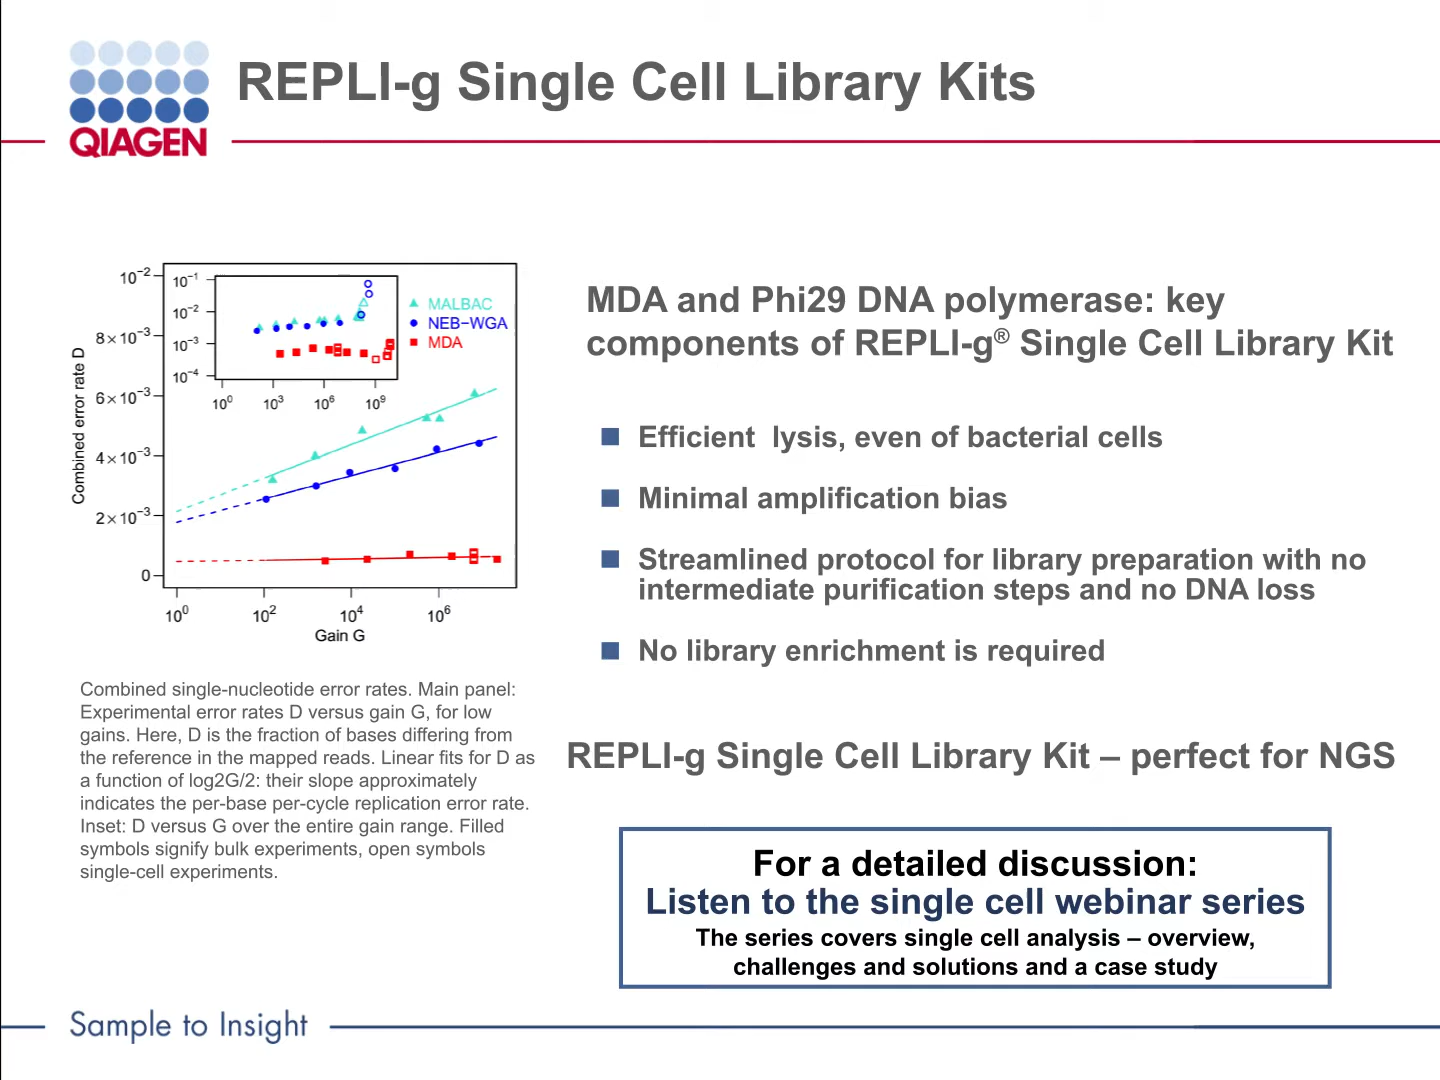 REPLI-g Single Cell Library Kits
QIAGEN
10⁻²
8×10⁻³
6×10⁻³
4×10⁻³
2×10⁻³
0
Combined error rate D
10⁻¹
10⁻²
10⁻³
10⁻⁴
10⁰ 10³ 10⁶ 10⁹
MALBAC
NEB−WGA
MDA
10⁰ 10² 10⁴ 10⁶
Gain G
Combined single-nucleotide error rates. Main panel:
Experimental error rates D versus gain G, for low
gains. Here, D is the fraction of bases differing from
the reference in the mapped reads. Linear fits for D as
a function of log2G/2: their slope approximately
indicates the per-base per-cycle replication error rate.
Inset: D versus G over the entire gain range. Filled
symbols signify bulk experiments, open symbols
single-cell experiments.
MDA and Phi29 DNA polymerase: key
components of REPLI-g® Single Cell Library Kit
Efficient  lysis, even of bacterial cells
Minimal amplification bias
Streamlined protocol for library preparation with no
intermediate purification steps and no DNA loss
No library enrichment is required
REPLI-g Single Cell Library Kit – perfect for NGS
For a detailed discussion:
Listen to the single cell webinar series
The series covers single cell analysis – overview,
challenges and solutions and a case study
Sample to Insight